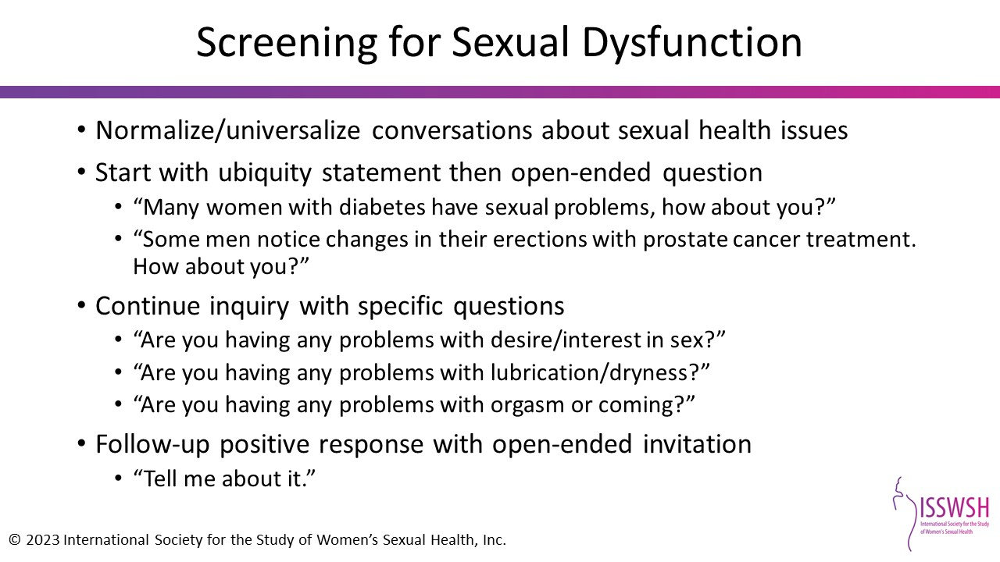 Screening for Sexual Dysfunction
• Normalize/universalize conversations about sexual health issues
• Start with ubiquity statement then open-ended question
• “Many women with diabetes have sexual problems, how about you?”
• “Some men notice changes in their erections with prostate cancer treatment.
How about you?”
• Continue inquiry with specific questions
• “Are you having any problems with desire/interest in sex?”
• “Are you having any problems with lubrication/dryness?”
• “Are you having any problems with orgasm or coming?”
• Follow-up positive response with open-ended invitation
• “Tell me about it.”
ISSWSH
International Society for the Study
of Women's Sexual Health
© 2023 International Society for the Study of Women’s Sexual Health, Inc.